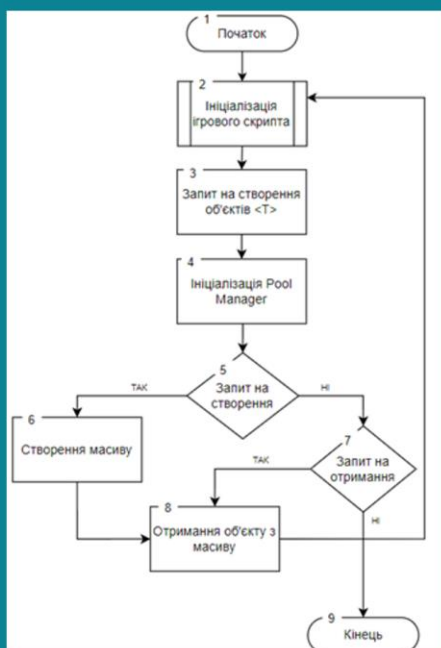 1
Початок
2
Ініціалізація
ігрового скрипта
3
Запит на створення
об'єктів <T>
4
Ініціалізація Pool
Manager
5
Запит на
створення
ТАК
НІ
6
Створення масиву
7
Запит на
отримання
ТАК
НІ
8
Отримання об'єкту з
масиву
9
Кінець